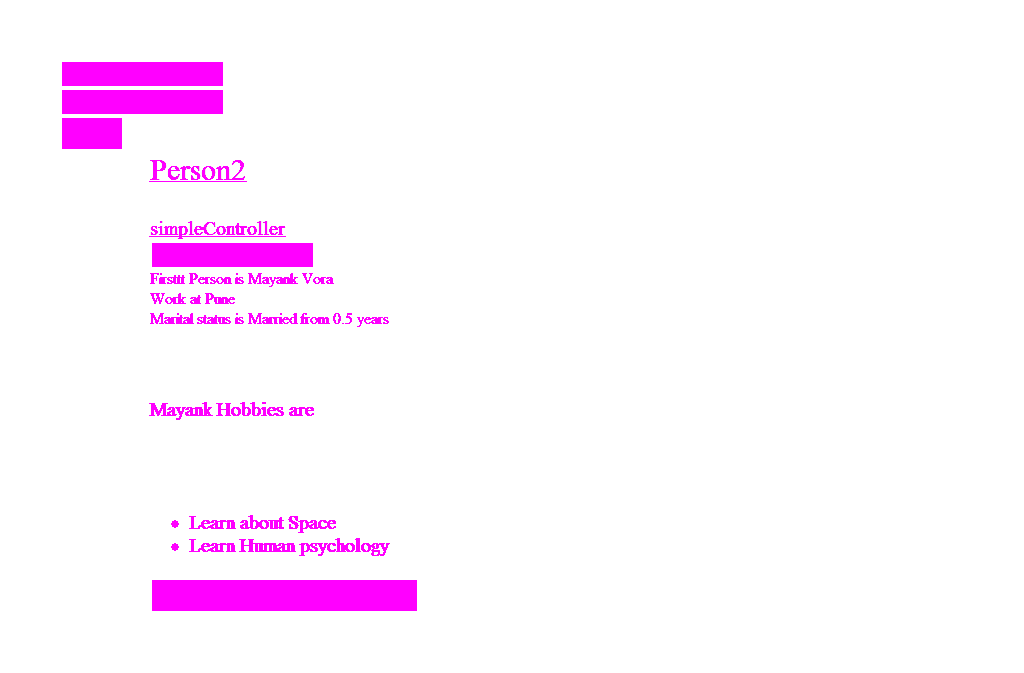 Person2
simpleController
Firsttt Person is Mayank Vora
Work at Pune
Marital status is Married from 0.5 years
Mayank Hobbies are
Learn about Space
Learn Human psychology